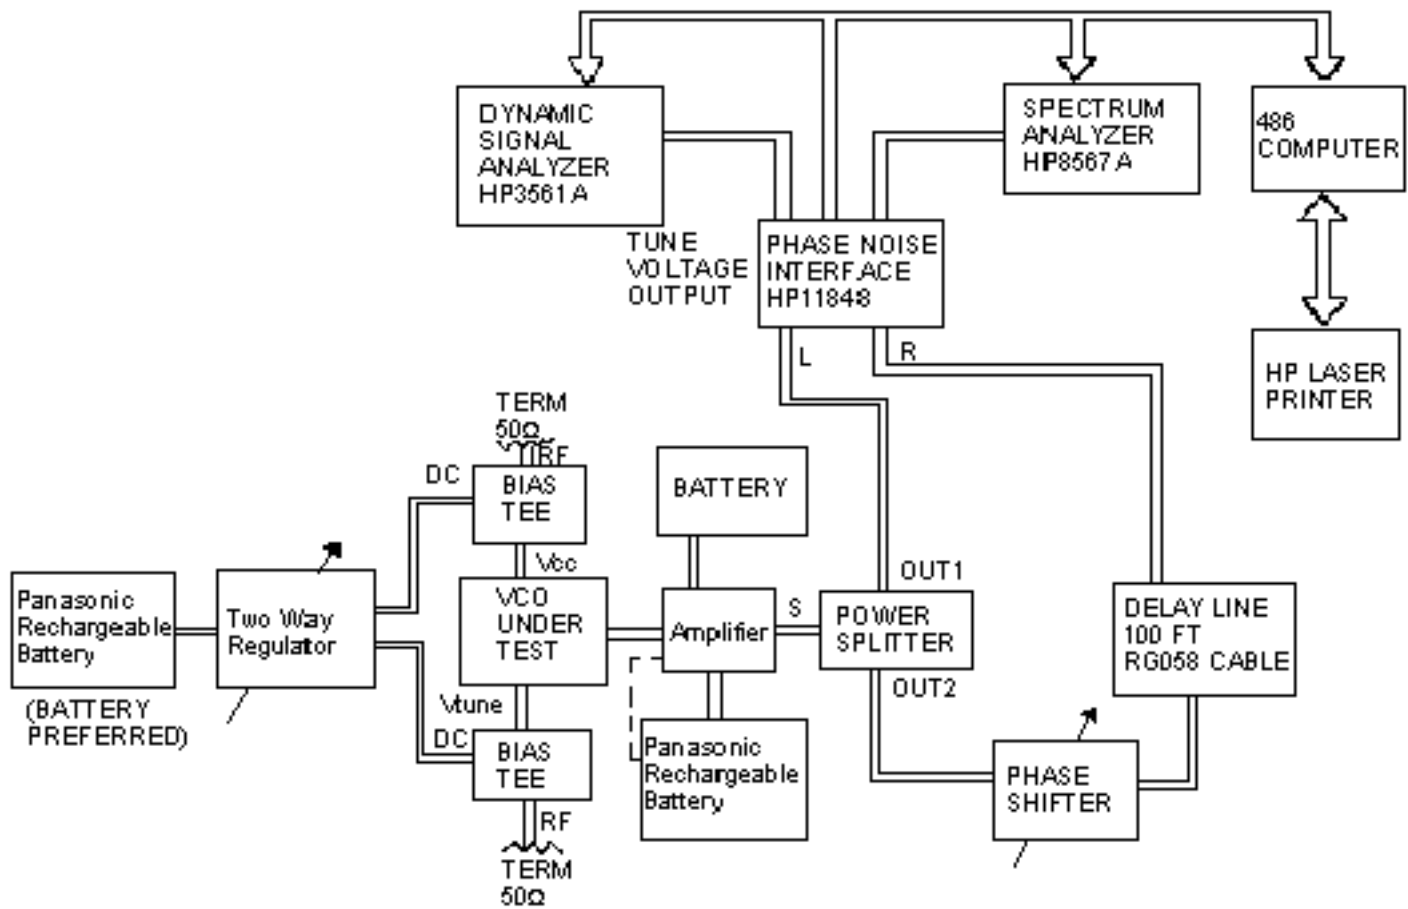 DYNAMIC
SIGNAL
ANALYZER
HP3561A
SPECTRUM
ANALYZER
HP8567A
486
COMPUTER
TUNE
VOLTAGE
OUTPUT
PHASE NOISE
INTERFACE
HP11848
L
R
HP LASER
PRINTER
TERM
50Ω
RF
DC
BIAS
TEE
BATTERY
Vcc
Panasonic
Rechargeable
Battery
(BATTERY
PREFERRED)
Two Way
Regulator
VCO
UNDER
TEST
Amplifier
S
OUT1
POWER
SPLITTER
OUT2
DELAY LINE
100 FT
RG058 CABLE
Vtune
DC
BIAS
TEE
RF
TERM
50Ω
Panasonic
Rechargeable
Battery
PHASE
SHIFTER